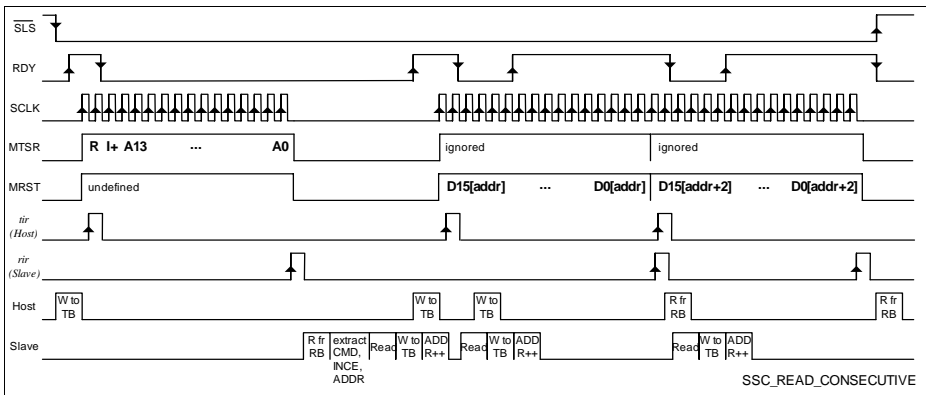 SLS
RDY
SCLK
MTSR R I+ A13 ... A0 ignored ignored
MRST undefined D15[addr] ... D0[addr] D15[addr+2] ... D0[addr+2]
tir
(Host)
rir
(Slave)
Host W to W to W to R fr R fr
TB TB TB RB RB
Slave R fr extract Read W to ADD Read W to ADD Read W to ADD
RB CMD, TB R++ TB R++ TB R++
INCE,
ADDR
SSC_READ_CONSECUTIVE